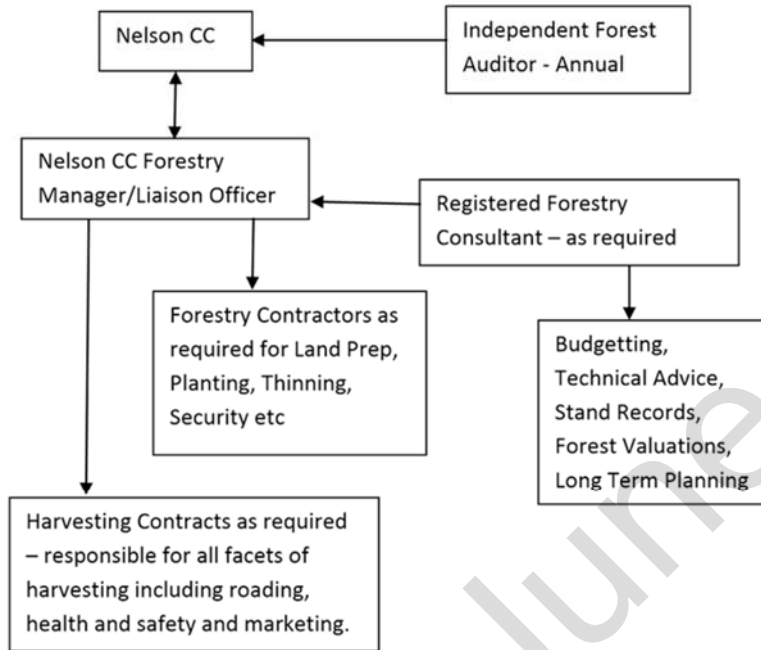 Nelson CC
Independent Forest
Auditor - Annual
Nelson CC Forestry
Manager/Liaison Officer
Registered Forestry
Consultant – as required
Forestry Contractors as
required for Land Prep,
Planting, Thinning,
Security etc
Budgetting,
Technical Advice,
Stand Records,
Forest Valuations,
Long Term Planning
Harvesting Contracts as required
– responsible for all facets of
harvesting including roading,
health and safety and marketing.
June